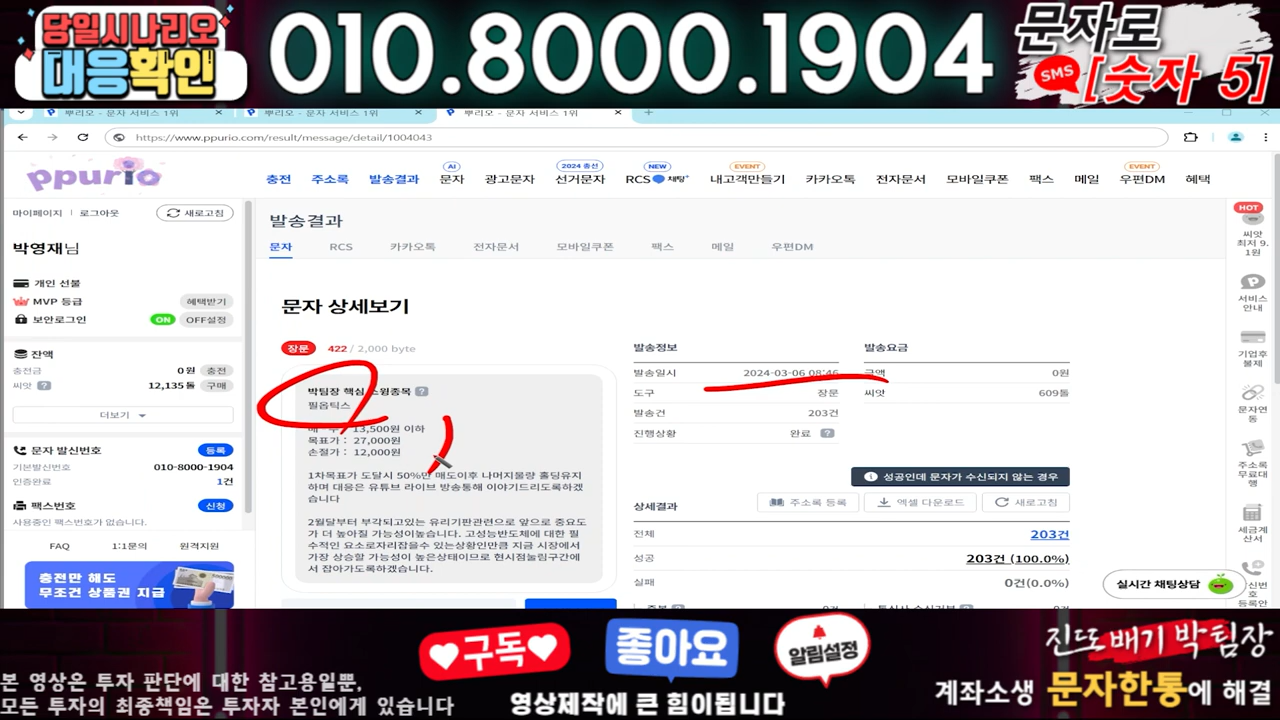 당일시나리오
대응확인
010.8000.1904
문자로
SMS
[숫자 5]
뿌리오 - 문자 서비스 1위
뿌리오 - 문자 서비스 1위
뿌리오 - 문자 서비스 1위
https://www.ppurio.com/result/message/detail/1004043
ppurio
AI
2024 총선
NEW
EVENT
EVENT
충전 주소록 발송결과 문자 광고문자 선거문자 RCS 채팅+ 내고객만들기 카카오톡 전자문서 모바일쿠폰 팩스 메일 우편DM 혜택
마이페이지 | 로그아웃 새로고침
박영재님
개인 선불
MVP 등급 혜택받기
보안로그인 ON OFF설정
잔액
충전금 0 원 충전
씨앗 ? 12,135 톨 구매
더보기
문자 발신번호 등록
기본발신번호 010-8000-1904
인증완료 1건
팩스번호 신청
사용중인 팩스번호가 없습니다.
FAQ 1:1문의 원격지원
충전만 해도
무조건 상품권 지급
발송결과
문자 RCS 카카오톡 전자문서 모바일쿠폰 팩스 메일 우편DM
문자 상세보기
장문 422 / 2,000 byte
박팀장 핵심 종목 ?
필옵틱스
13,500원 이하
목표가 : 27,000원
손절가 : 12,000원
1차목표가 도달시 50%만 매도이후 나머지물량 홀딩유지
하며 대응은 유튜브 라이브 방송통해 이야기드리도록하겠
습니다
2월달부터 부각되고있는 유리기판관련으로 앞으로 중요도
가 더 높아질 가능성이높습니다. 고성능반도체에 대한 필
수적인 요소로자리잡을수 있는상황인만큼 지금 시장에서
가장 상승할 가능성이 높은상태이므로 현시점눌림구간에
서 잡아가도록하겠습니다.
발송정보
발송일시 2024-03-06 08:46
도구 장문
발송건 203건
진행상황 완료 ?
발송요금
금액 0원
씨앗 609톨
성공인데 문자가 수신되지 않는 경우
상세결과 주소록 등록 엑셀 다운로드 새로고침
전체 203건
성공 203건 (100.0%)
실패 0건(0.0%)
HOT
씨앗
최저 9.
1원
서비스
안내
기업후
불제
문자연
동
주소록
무료대
행
세금계
산서
발신번호
등록안
실시간 채팅상담
본 영상은 투자 판단에 대한 참고용일뿐,
모든 투자의 최종책임은 투자자 본인에게 있습니다
구독
좋아요
알림설정
영상제작에 큰 힘이됩니다
진또배기 박팀장
계좌소생 문자한통에 해결